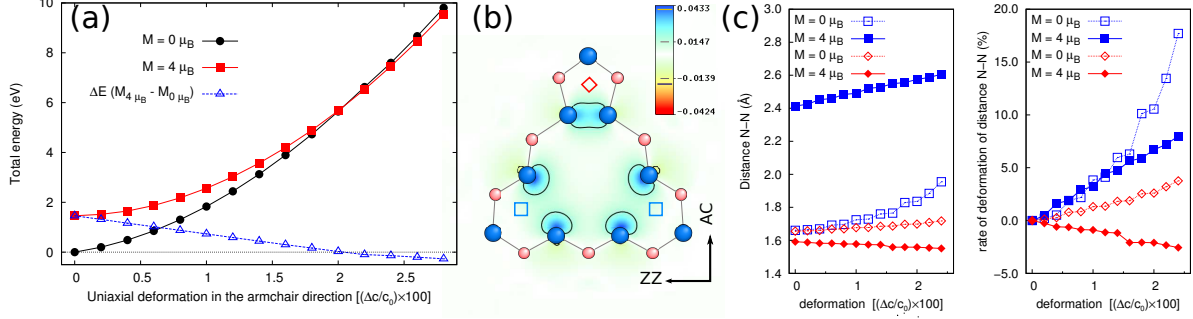 (a)
Total energy (eV)
10
8
6
4
2
0
M = 0 μB
M = 4 μB
ΔE (M4 μB - M0 μB)
0 0.5 1.0 1.5 2.0 2.5
Uniaxial deformation in the armchair direction [(Δc/c0)×100]
(b)
0.0433
0.0147
−0.0139
−0.0424
AC
ZZ
(c)
Distance N−N (Å)
3.0
2.8
2.6
2.4
2.2
2.0
1.8
1.6
1.4
M = 0 μB
M = 4 μB
M = 0 μB
M = 4 μB
0 1 2
deformation [(Δc/c0)×100]
rate of deformation of distance N−N (%)
20.0
15.0
10.0
5.0
0.0
−5.0
M = 0 μB
M = 4 μB
M = 0 μB
M = 4 μB
0 1 2
deformation [(Δc/c0)×100]